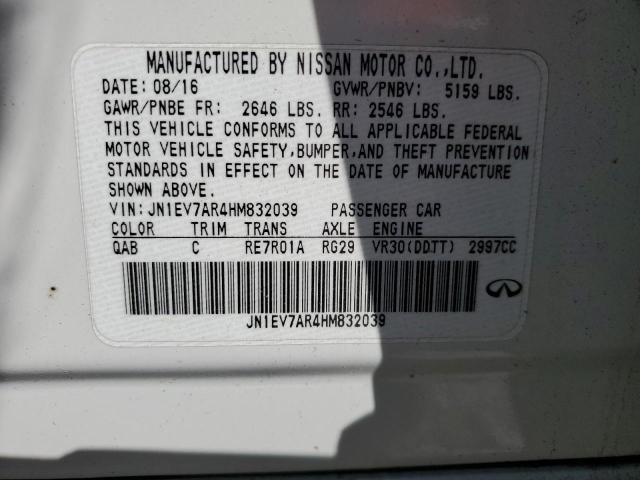 MANUFACTURED BY NISSAN MOTOR CO.,LTD.
DATE: 08/16 GVWR/PNBV: 5159 LBS.
GAWR/PNBE FR: 2646 LBS. RR: 2546 LBS.
THIS VEHICLE CONFORMS TO ALL APPLICABLE FEDERAL
MOTOR VEHICLE SAFETY,BUMPER,AND THEFT PREVENTION
STANDARDS IN EFFECT ON THE DATE OF MANUFACTURE
SHOWN ABOVE.
VIN:JN1EV7AR4HM832039 PASSENGER CAR
COLOR TRIM TRANS AXLE ENGINE
QAB C RE7R01A RG29 VR30(DDTT) 2997CC
JN1EV7AR4HM832039